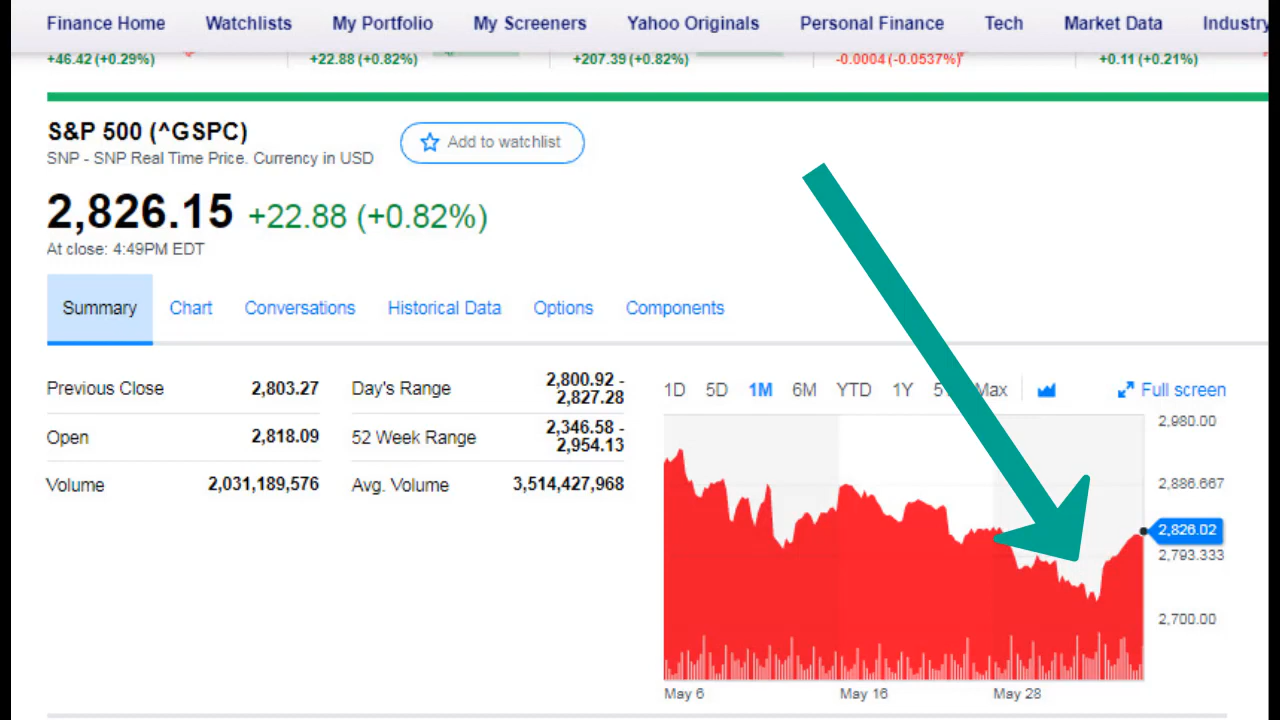 Finance Home Watchlists My Portfolio My Screeners Yahoo Originals Personal Finance Tech Market Data Industry
+46.42 (+0.29%) +22.88 (+0.82%) +207.39 (+0.82%) -0.0004 (-0.0537%) +0.11 (+0.21%)
S&P 500 (^GSPC)
Add to watchlist
SNP - SNP Real Time Price. Currency in USD
2,826.15 +22.88 (+0.82%)
At close: 4:49PM EDT
Summary Chart Conversations Historical Data Options Components
Previous Close 2,803.27
Open 2,818.09
Volume 2,031,189,576
Day's Range 2,800.92 -
2,827.28
52 Week Range 2,346.58 -
2,954.13
Avg. Volume 3,514,427,968
1D 5D 1M 6M YTD 1Y Max Full screen
2,980.00
2,886.667
2,826.02
2,793.333
2,700.00
May 6 May 16 May 28